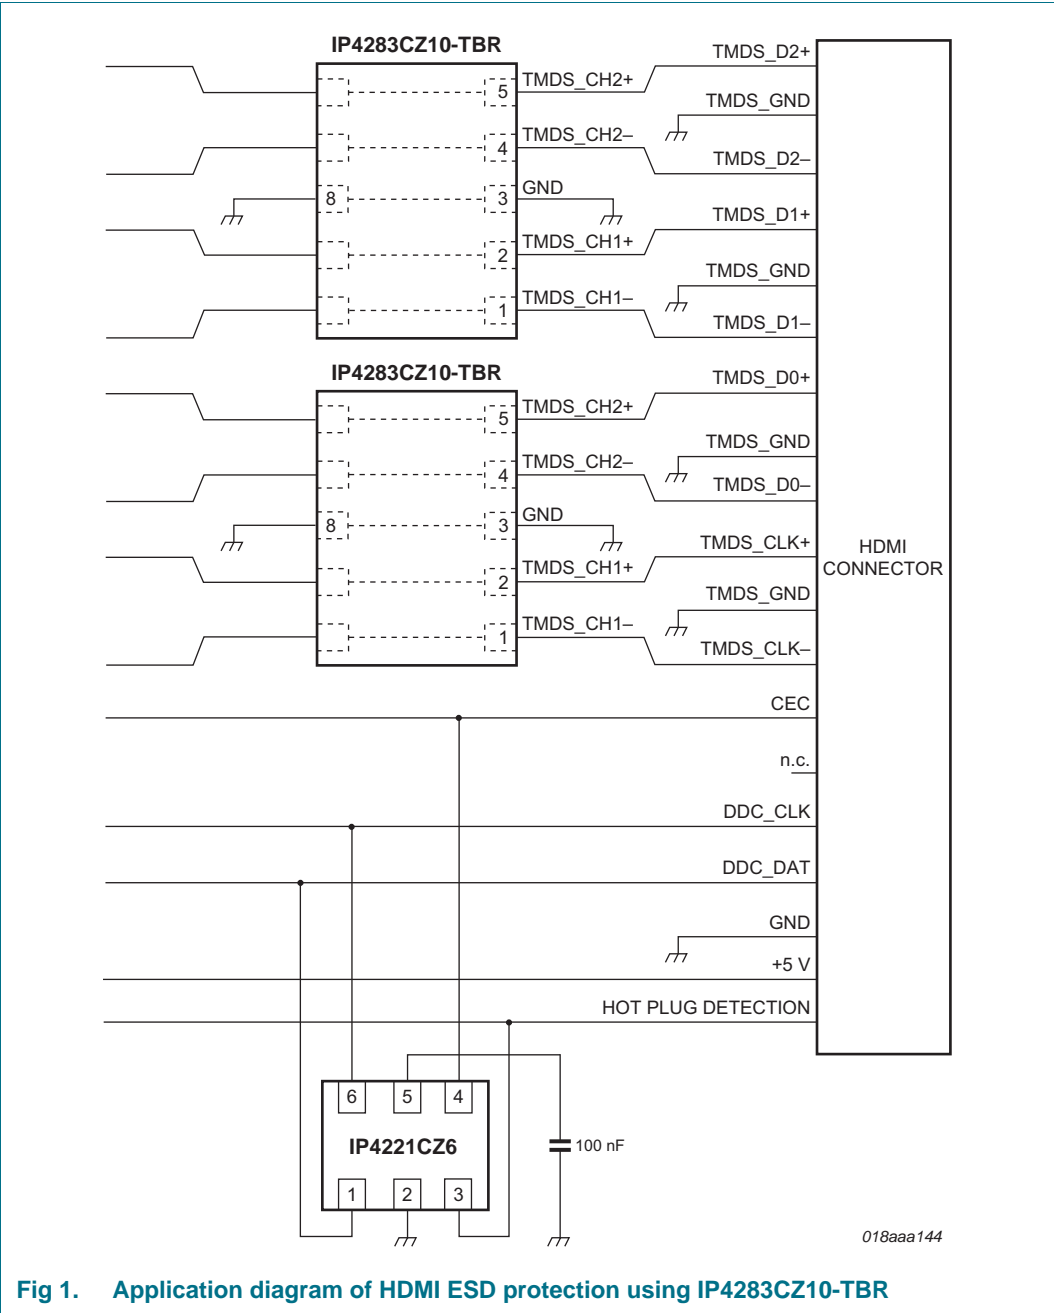 IP4283CZ10-TBR
TMDS_D2+
5 TMDS_CH2+
TMDS_GND
4 TMDS_CH2–
TMDS_D2–
8 3 GND
TMDS_D1+
2 TMDS_CH1+
TMDS_GND
1 TMDS_CH1–
TMDS_D1–
IP4283CZ10-TBR
TMDS_D0+
5 TMDS_CH2+
TMDS_GND
4 TMDS_CH2–
TMDS_D0–
8 3 GND
TMDS_CLK+
HDMI
CONNECTOR
2 TMDS_CH1+
TMDS_GND
1 TMDS_CH1–
TMDS_CLK–
CEC
n.c.
DDC_CLK
DDC_DAT
GND
+5 V
HOT PLUG DETECTION
6 5 4
IP4221CZ6
100 nF
1 2 3
018aaa144
Fig 1. Application diagram of HDMI ESD protection using IP4283CZ10-TBR